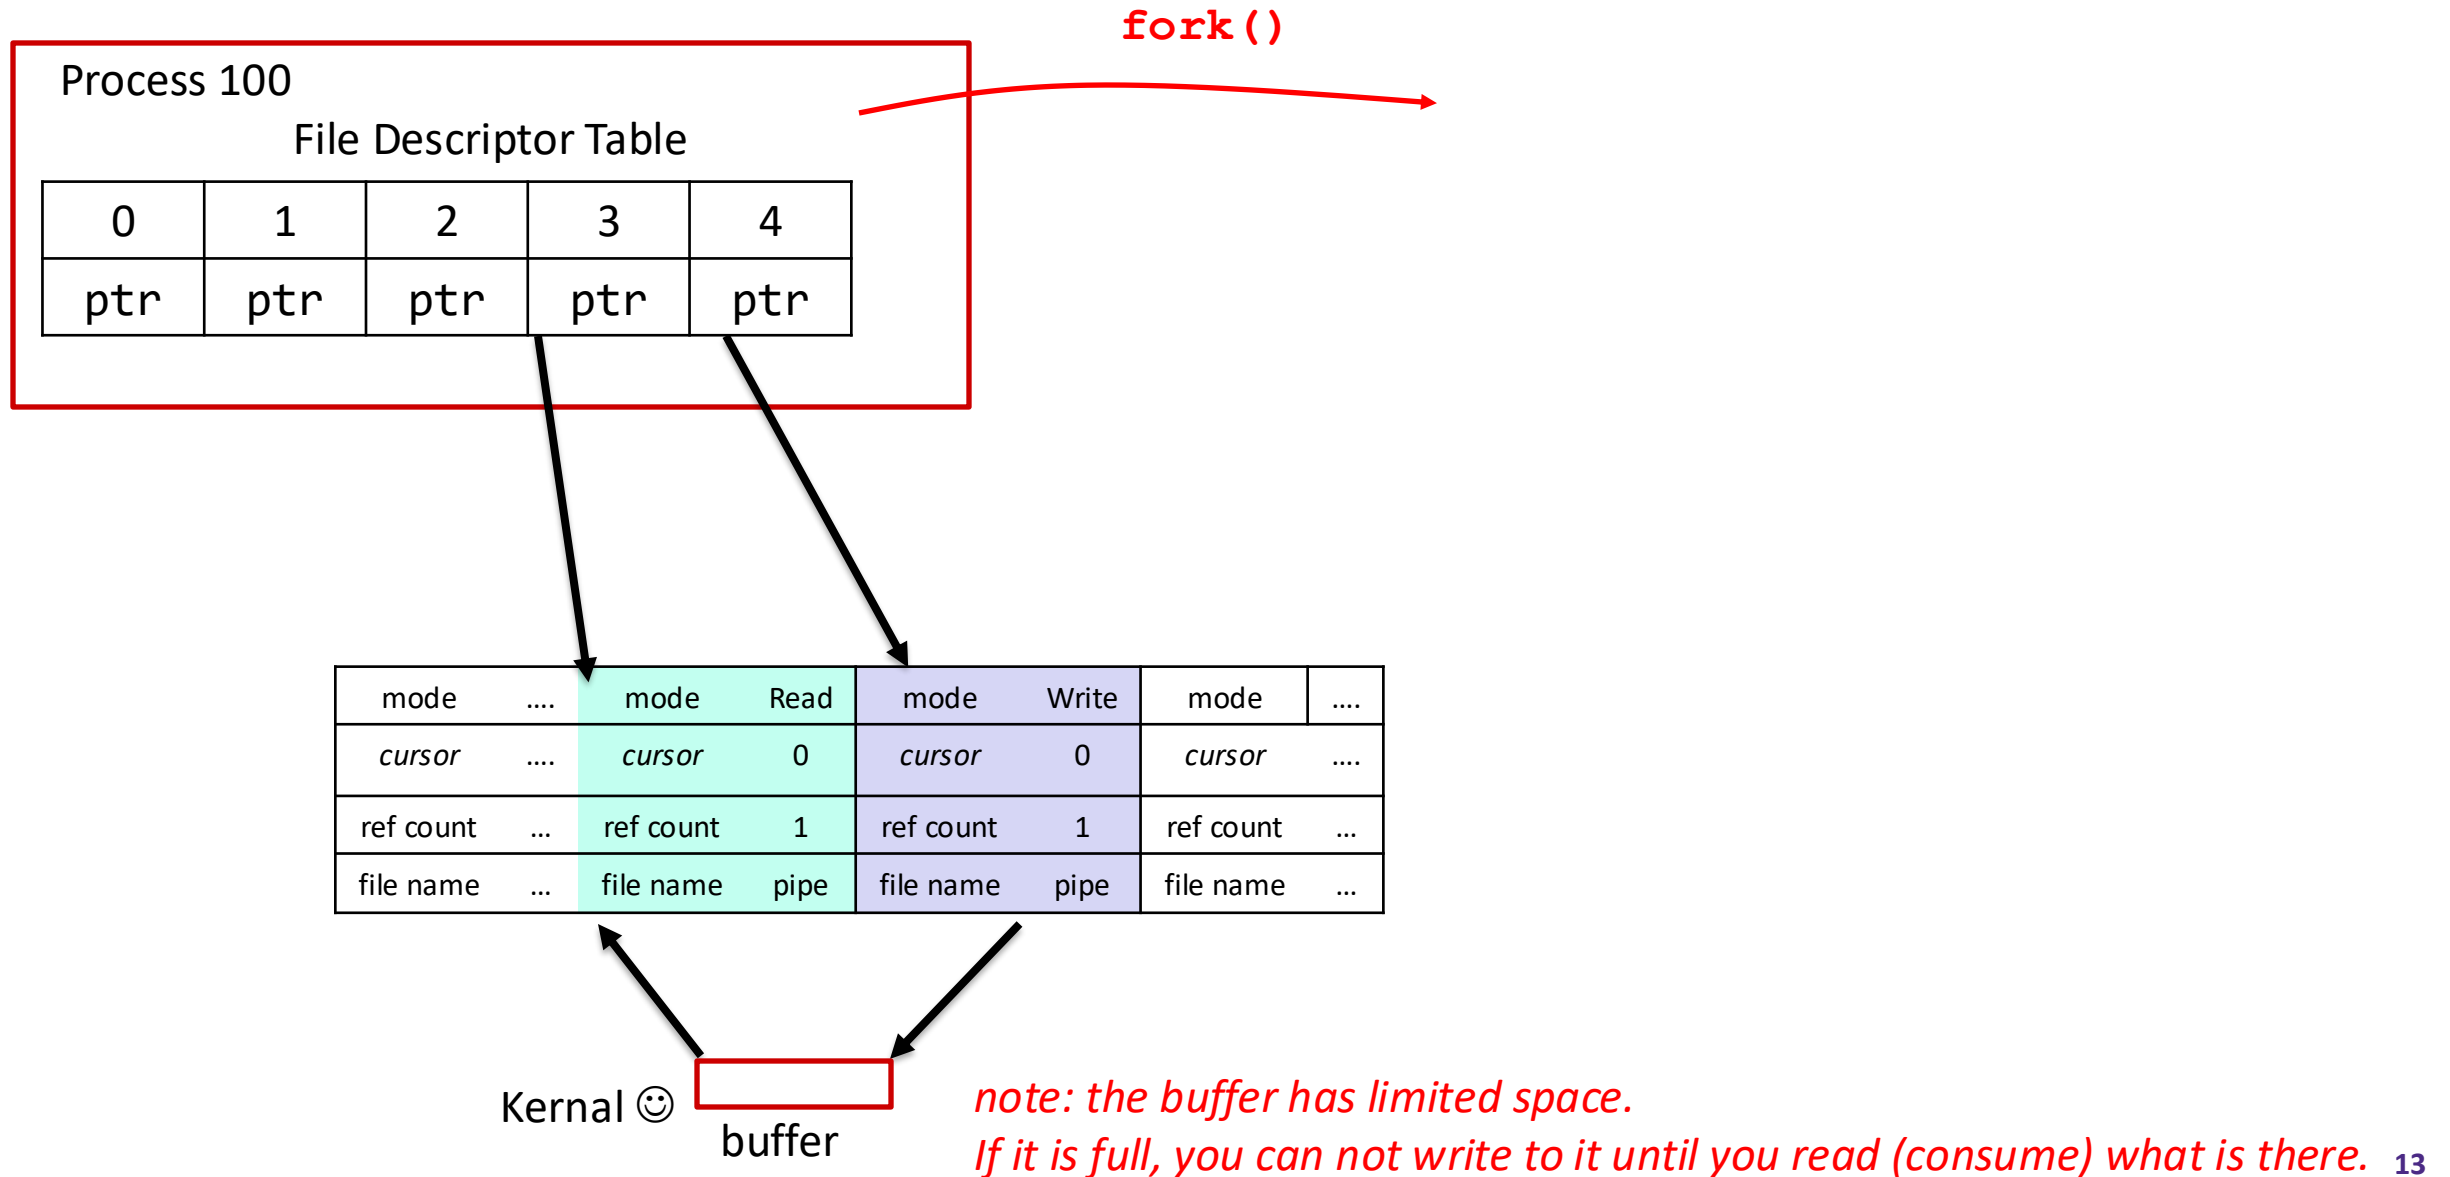 fork()
Process 100
File Descriptor Table
0 1 2 3 4
ptr ptr ptr ptr ptr
mode .... mode Read mode Write mode ....
cursor .... cursor 0 cursor 0 cursor ....
ref count ... ref count 1 ref count 1 ref count ...
file name ... file name pipe file name pipe file name ...
Kernal ☺
buffer
note: the buffer has limited space.
If it is full, you can not write to it until you read (consume) what is there.
13